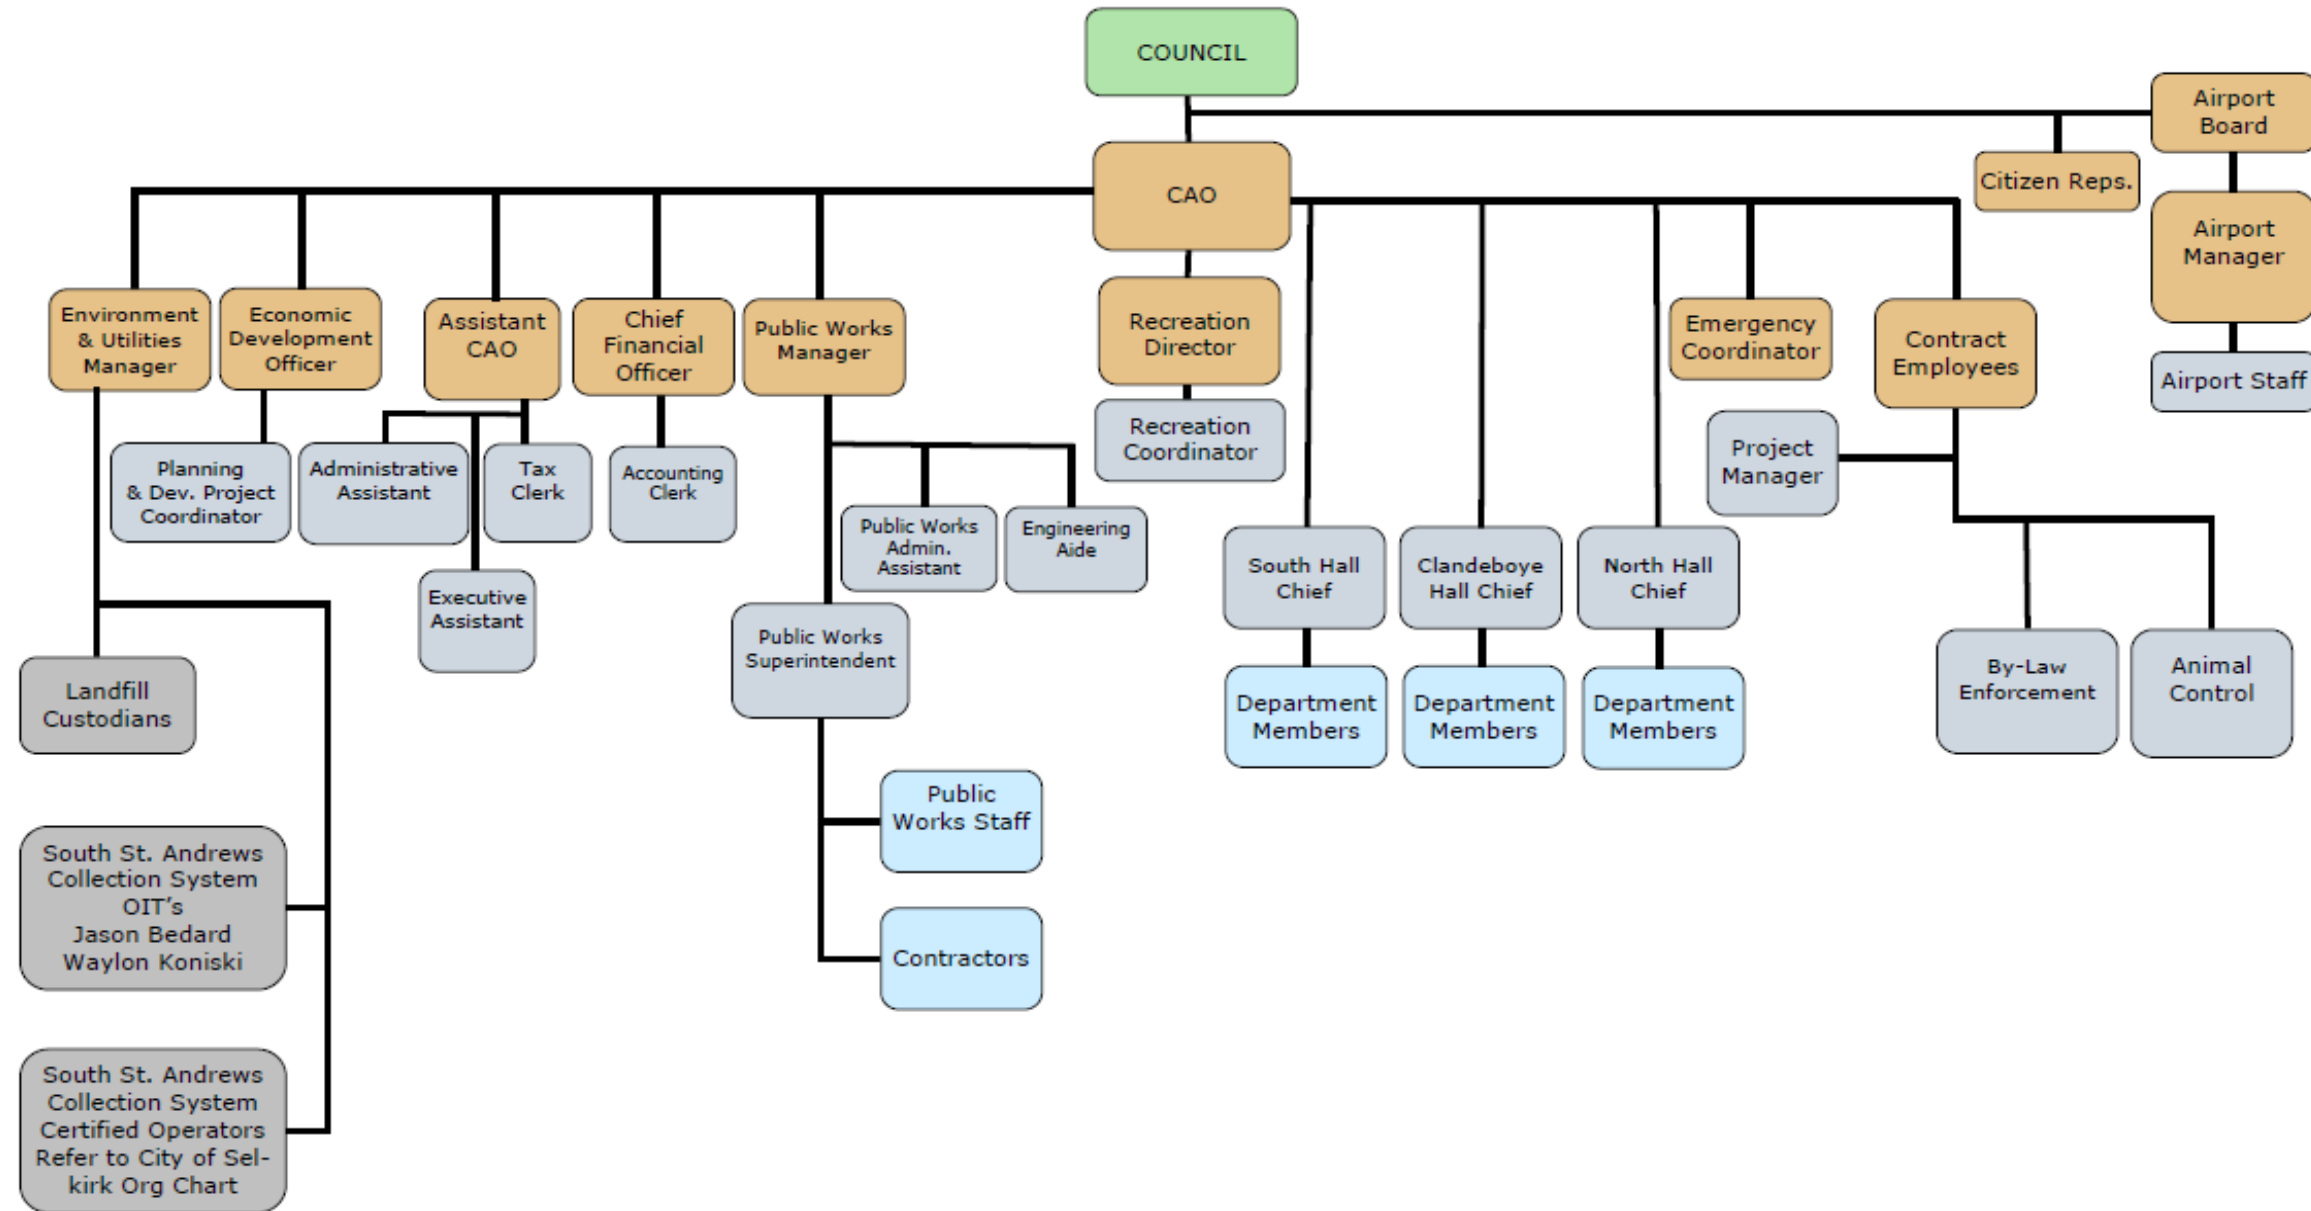 COUNCIL
Airport
Board
Citizen Reps.
CAO
Airport
Manager
Airport Staff
Environment
& Utilities
Manager
Economic
Development
Officer
Assistant
CAO
Chief
Financial
Officer
Public Works
Manager
Recreation
Director
Emergency
Coordinator
Contract
Employees
Planning
& Dev. Project
Coordinator
Administrative
Assistant
Tax
Clerk
Accounting
Clerk
Recreation
Coordinator
Project
Manager
Executive
Assistant
Public Works
Admin.
Assistant
Engineering
Aide
South Hall
Chief
Clandeboye
Hall Chief
North Hall
Chief
Landfill
Custodians
Public Works
Superintendent
Department
Members
Department
Members
Department
Members
By-Law
Enforcement
Animal
Control
South St. Andrews
Collection System
OIT’s
Jason Bedard
Waylon Koniski
Public
Works Staff
Contractors
South St. Andrews
Collection System
Certified Operators
Refer to City of Sel-
kirk Org Chart